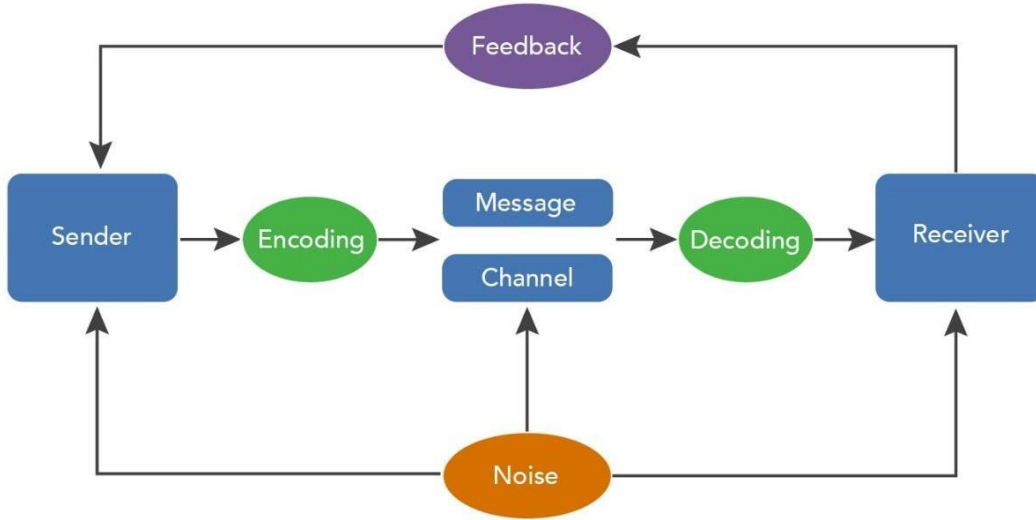 Feedback
Sender
Encoding
Message
Channel
Decoding
Receiver
Noise